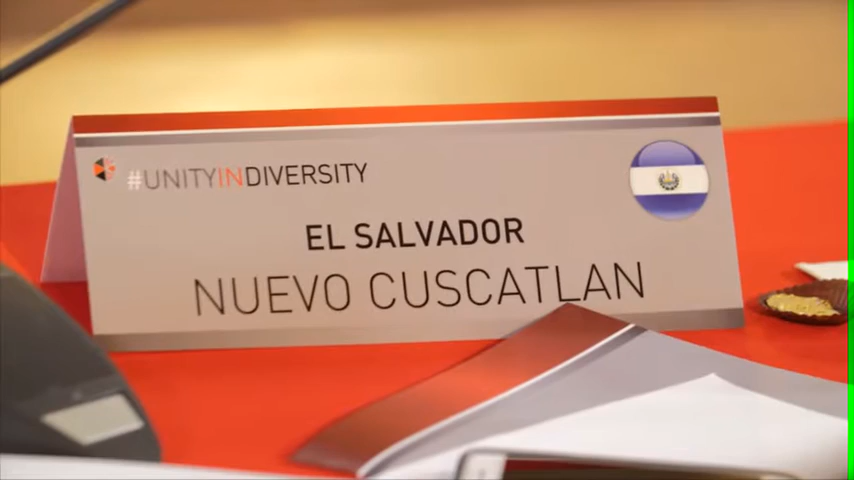 #UNITYINDIVERSITY
EL SALVADOR
NUEVO CUSCATLAN